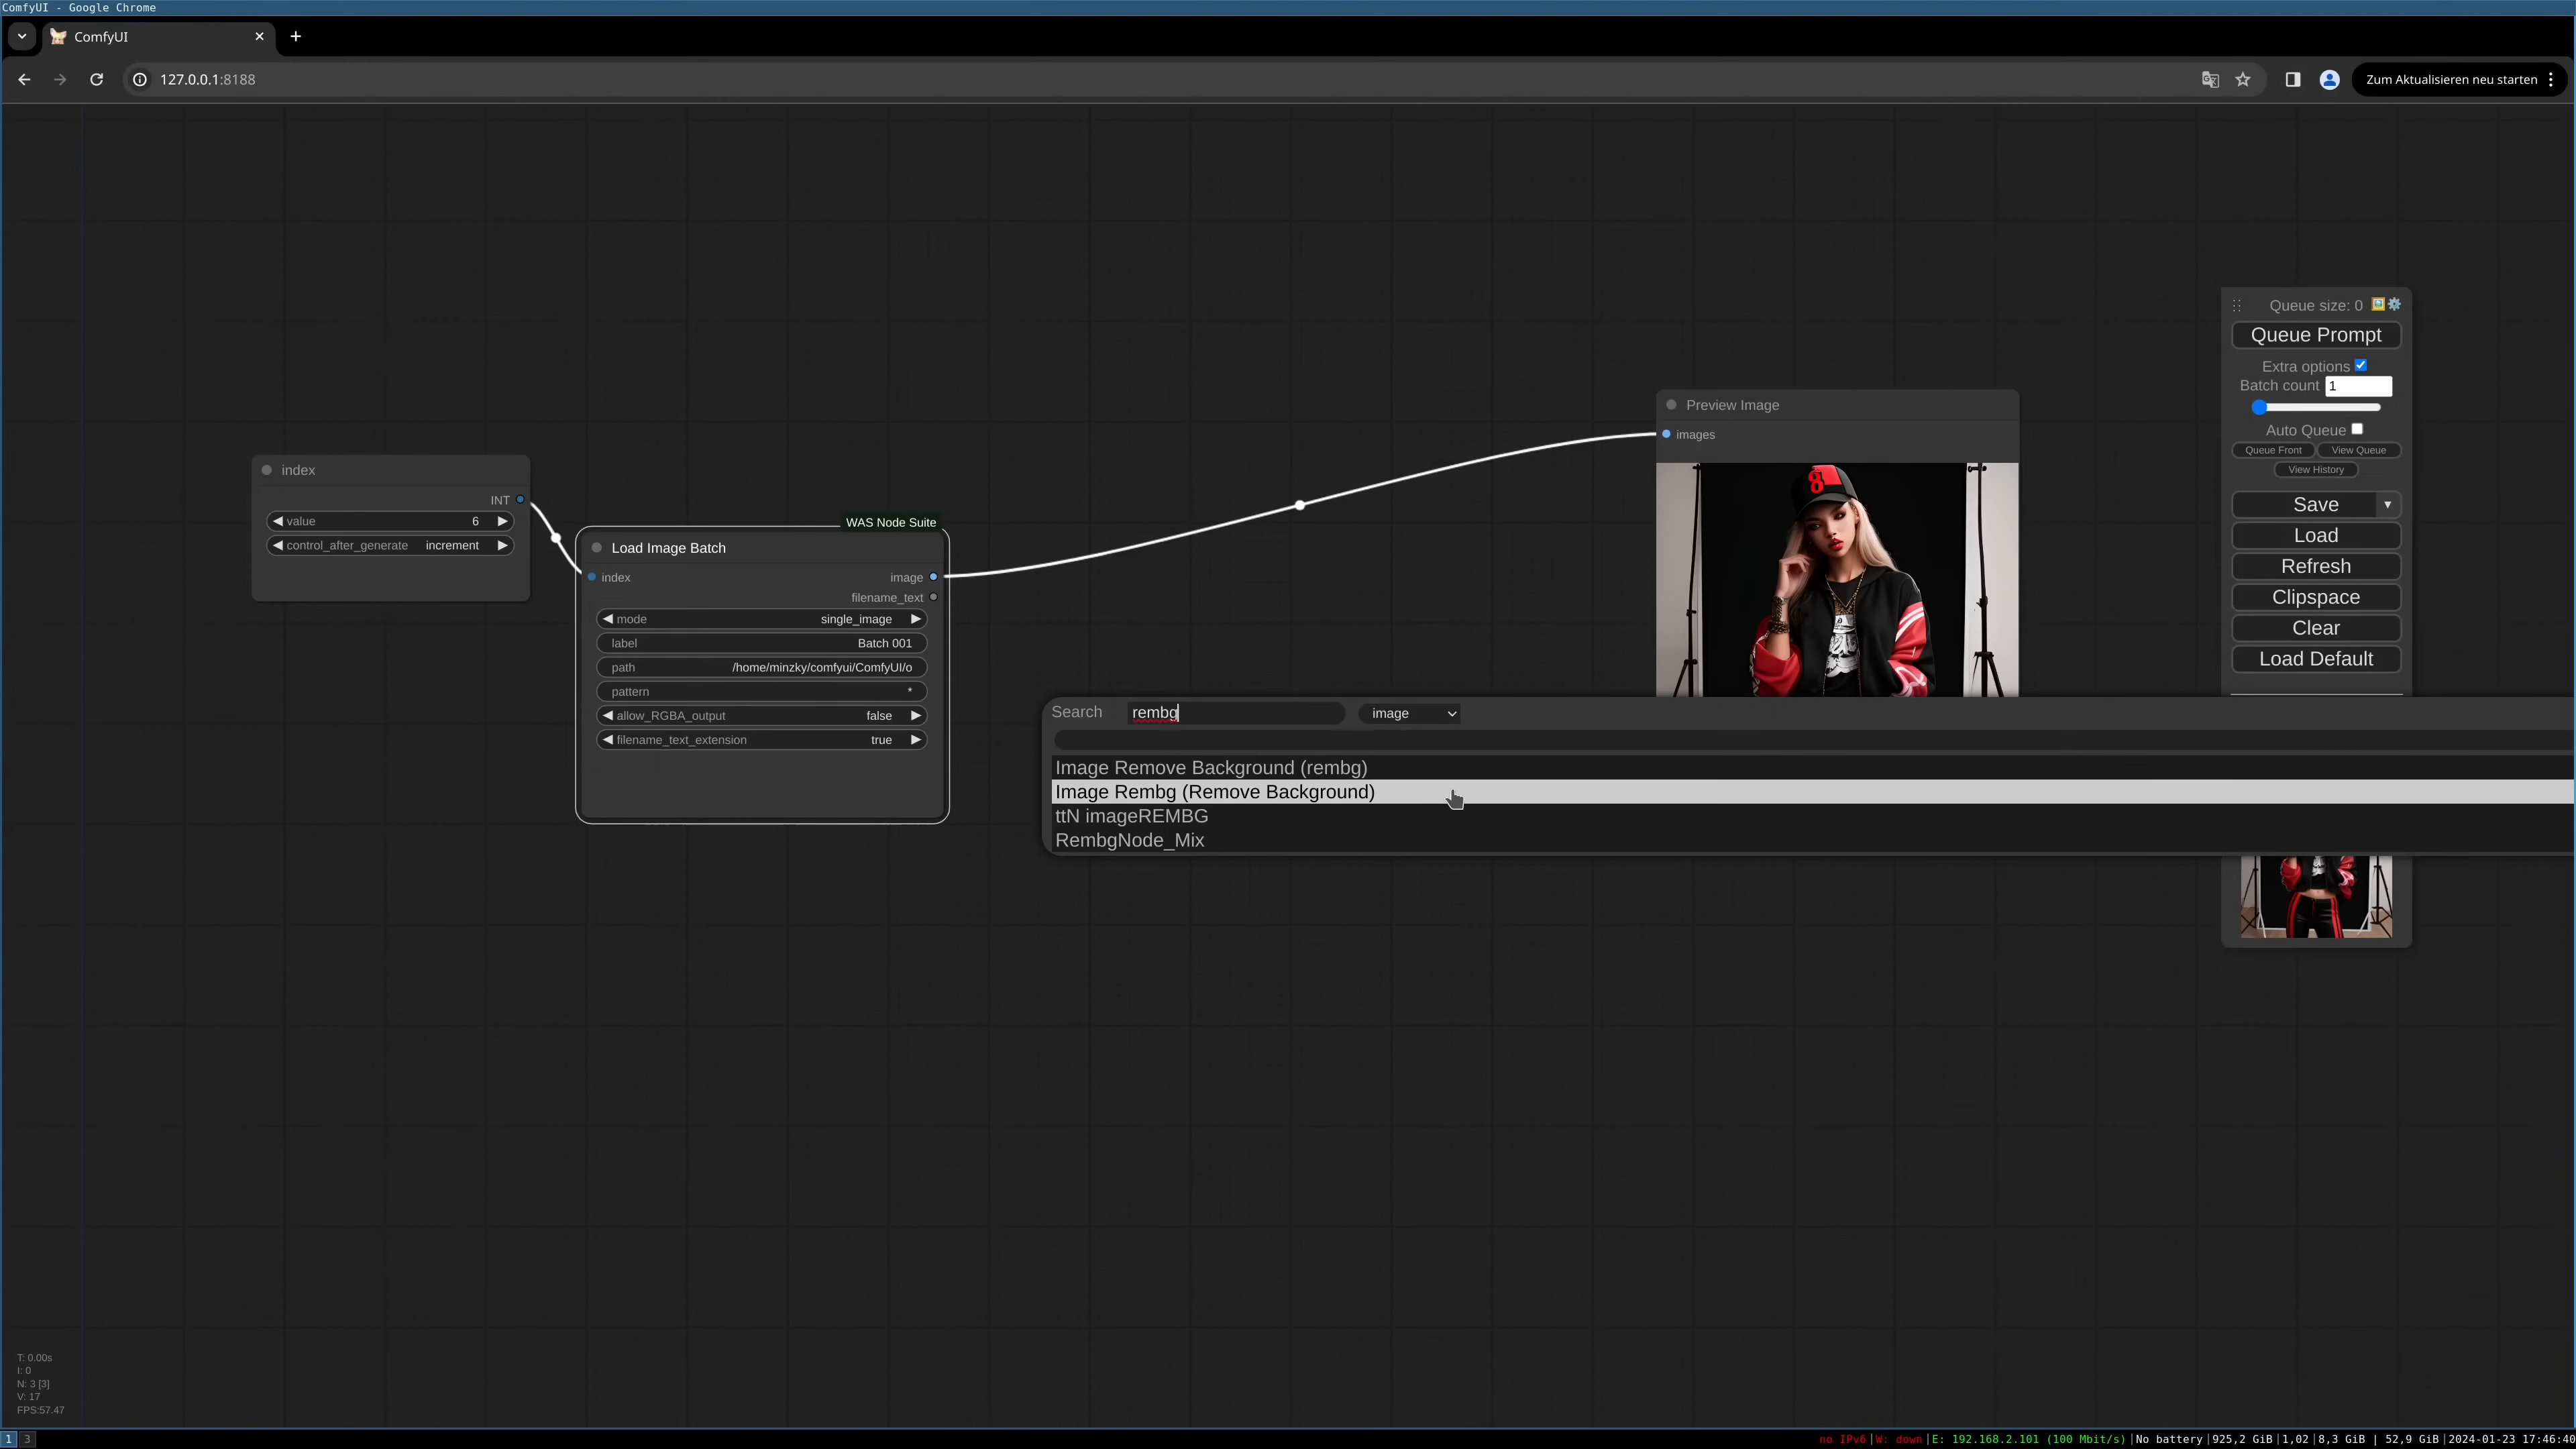 ComfyUI - Google Chrome
ComfyUI
127.0.0.1:8188
Zum Aktualisieren neu starten
index
INT
value 6
control_after_generate increment
WAS Node Suite
Load Image Batch
index image
filename_text
mode single_image
label Batch 001
path /home/minzky/comfyui/ComfyUI/o
pattern *
allow_RGBA_output false
filename_text_extension true
Preview Image
images
8
Queue size: 0
Queue Prompt
Extra options
Batch count 1
Auto Queue
Queue Front View Queue
View History
Save
Load
Refresh
Clipspace
Clear
Load Default
Search rembg image
Image Remove Background (rembg)
Image Rembg (Remove Background)
ttN imageREMBG
RembgNode_Mix
T: 0.00s
I: 0
N: 3 [3]
V: 17
FPS:57.47
1 3
no IPv6|W: down|E: 192.168.2.101 (100 Mbit/s)|No battery|925,2 GiB|1,02|8,3 GiB | 52,9 GiB|2024-01-23 17:46:40